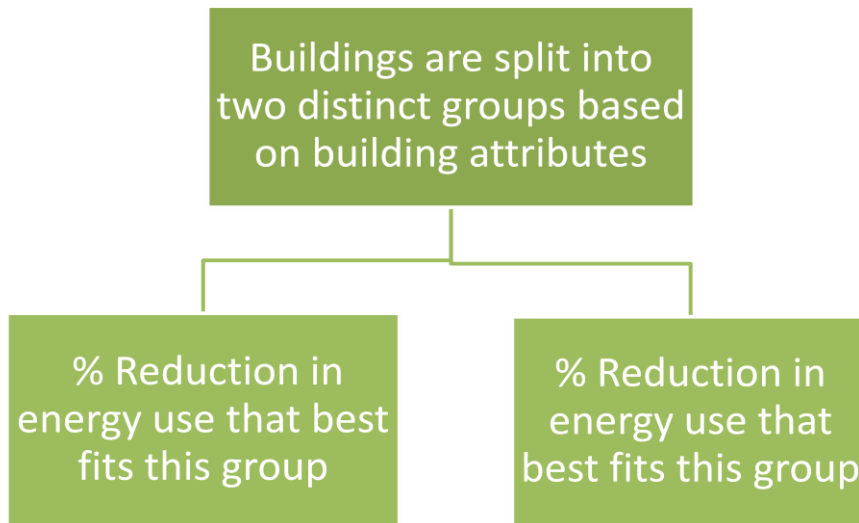 Buildings are split into
two distinct groups based
on building attributes
% Reduction in
energy use that best
fits this group
% Reduction in
energy use that
best fits this group